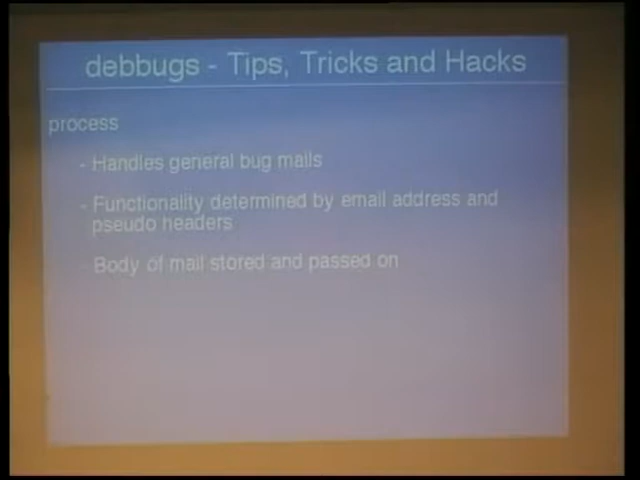 debbugs - Tips, Tricks and Hacks
process
- Handles general bug mails
- Functionality determined by email address and
pseudo headers
Body of mail stored and passed on